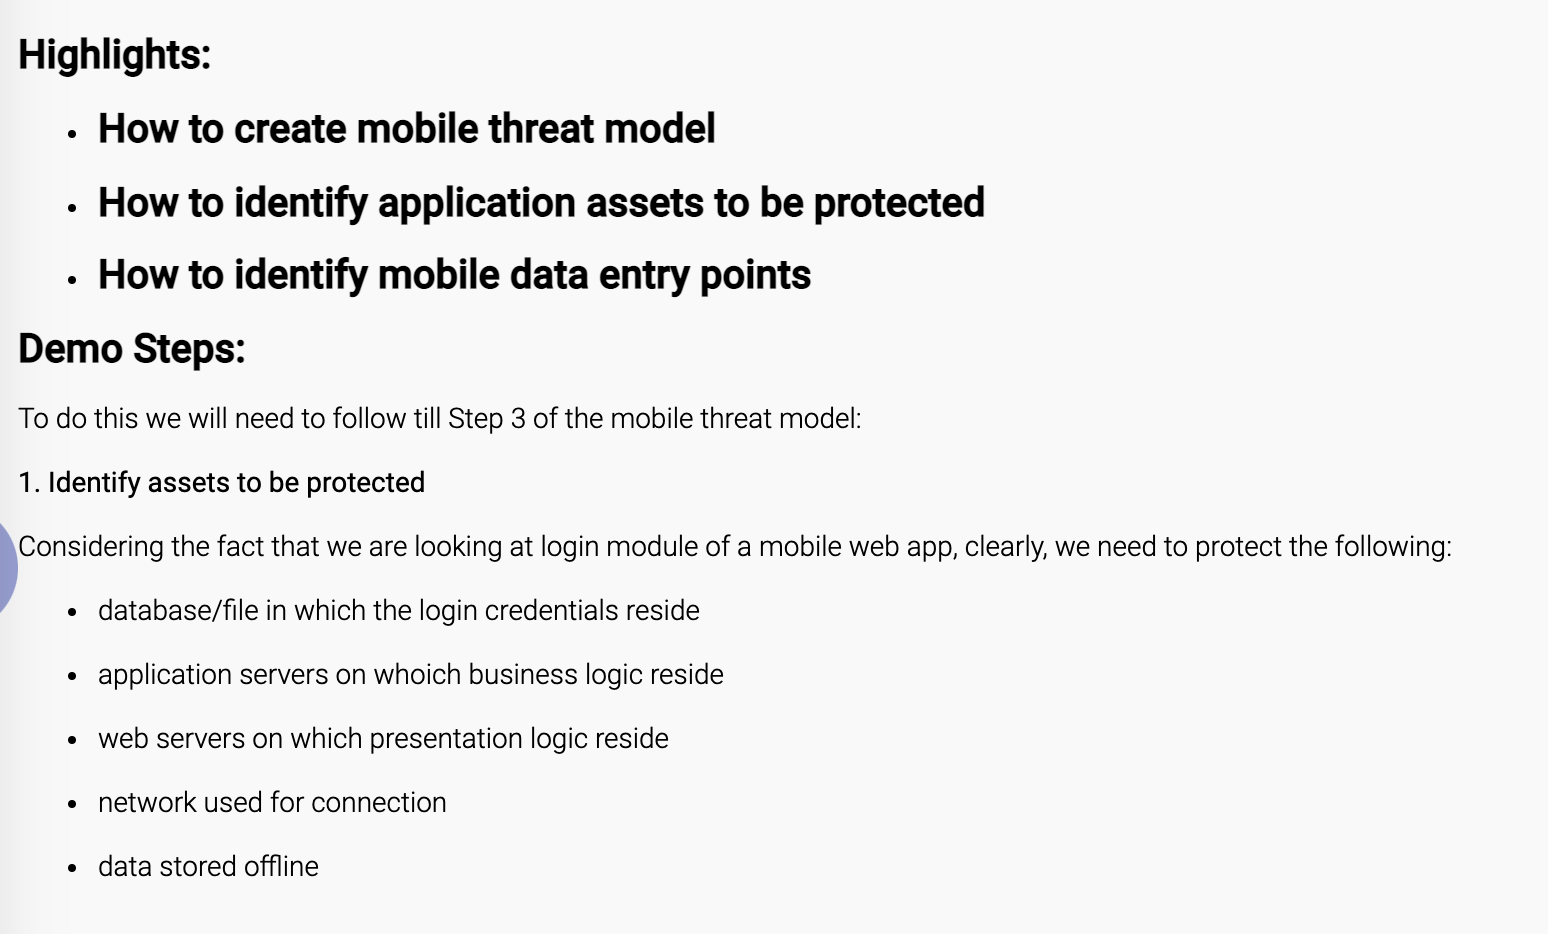 Highlights:
• How to create mobile threat model
• How to identify application assets to be protected
• How to identify mobile data entry points
Demo Steps:
To do this we will need to follow till Step 3 of the mobile threat model:
1. Identify assets to be protected
Considering the fact that we are looking at login module of a mobile web app, clearly, we need to protect the following:
• database/file in which the login credentials reside
• application servers on whoich business logic reside
• web servers on which presentation logic reside
• network used for connection
• data stored offline